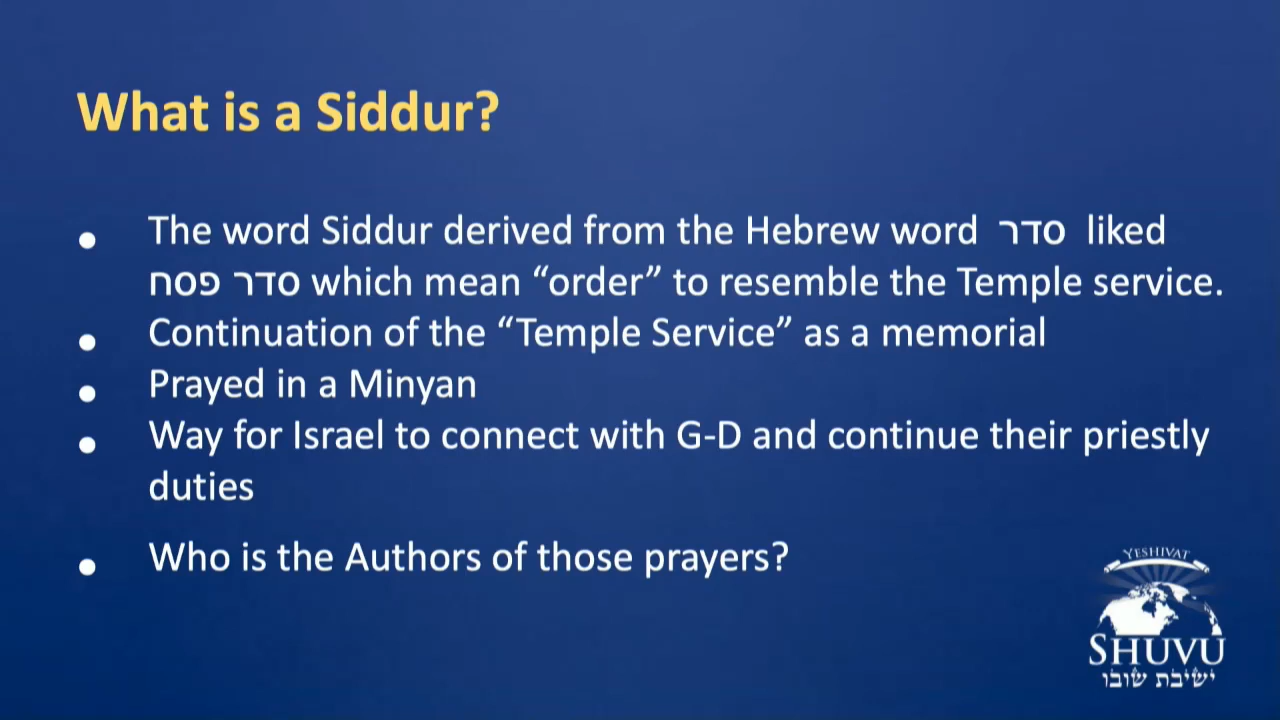 What is a Siddur?
• The word Siddur derived from the Hebrew word סדר liked
סדר פסח which mean “order” to resemble the Temple service.
• Continuation of the “Temple Service” as a memorial
• Prayed in a Minyan
• Way for Israel to connect with G-D and continue their priestly
duties
• Who is the Authors of those prayers?
YESHIVAT
SHUVU
ישיבת שובו